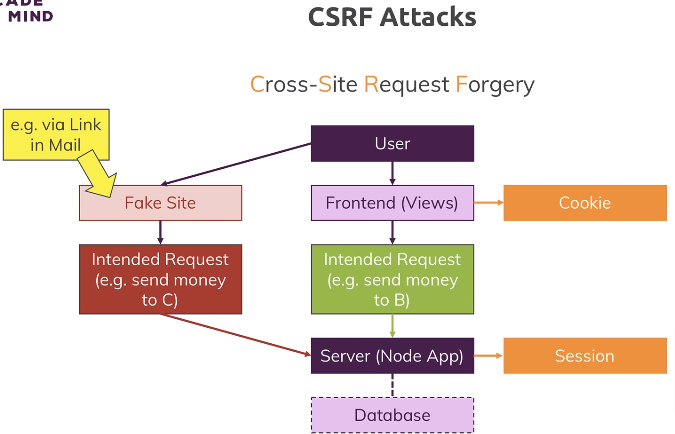 MIND
CSRF Attacks
Cross-Site Request Forgery
e.g. via Link
in Mail
User
Fake Site
Frontend (Views)
Cookie
Intended Request
(e.g. send money
to C)
Intended Request
(e.g. send money
to B)
Server (Node App)
Session
Database